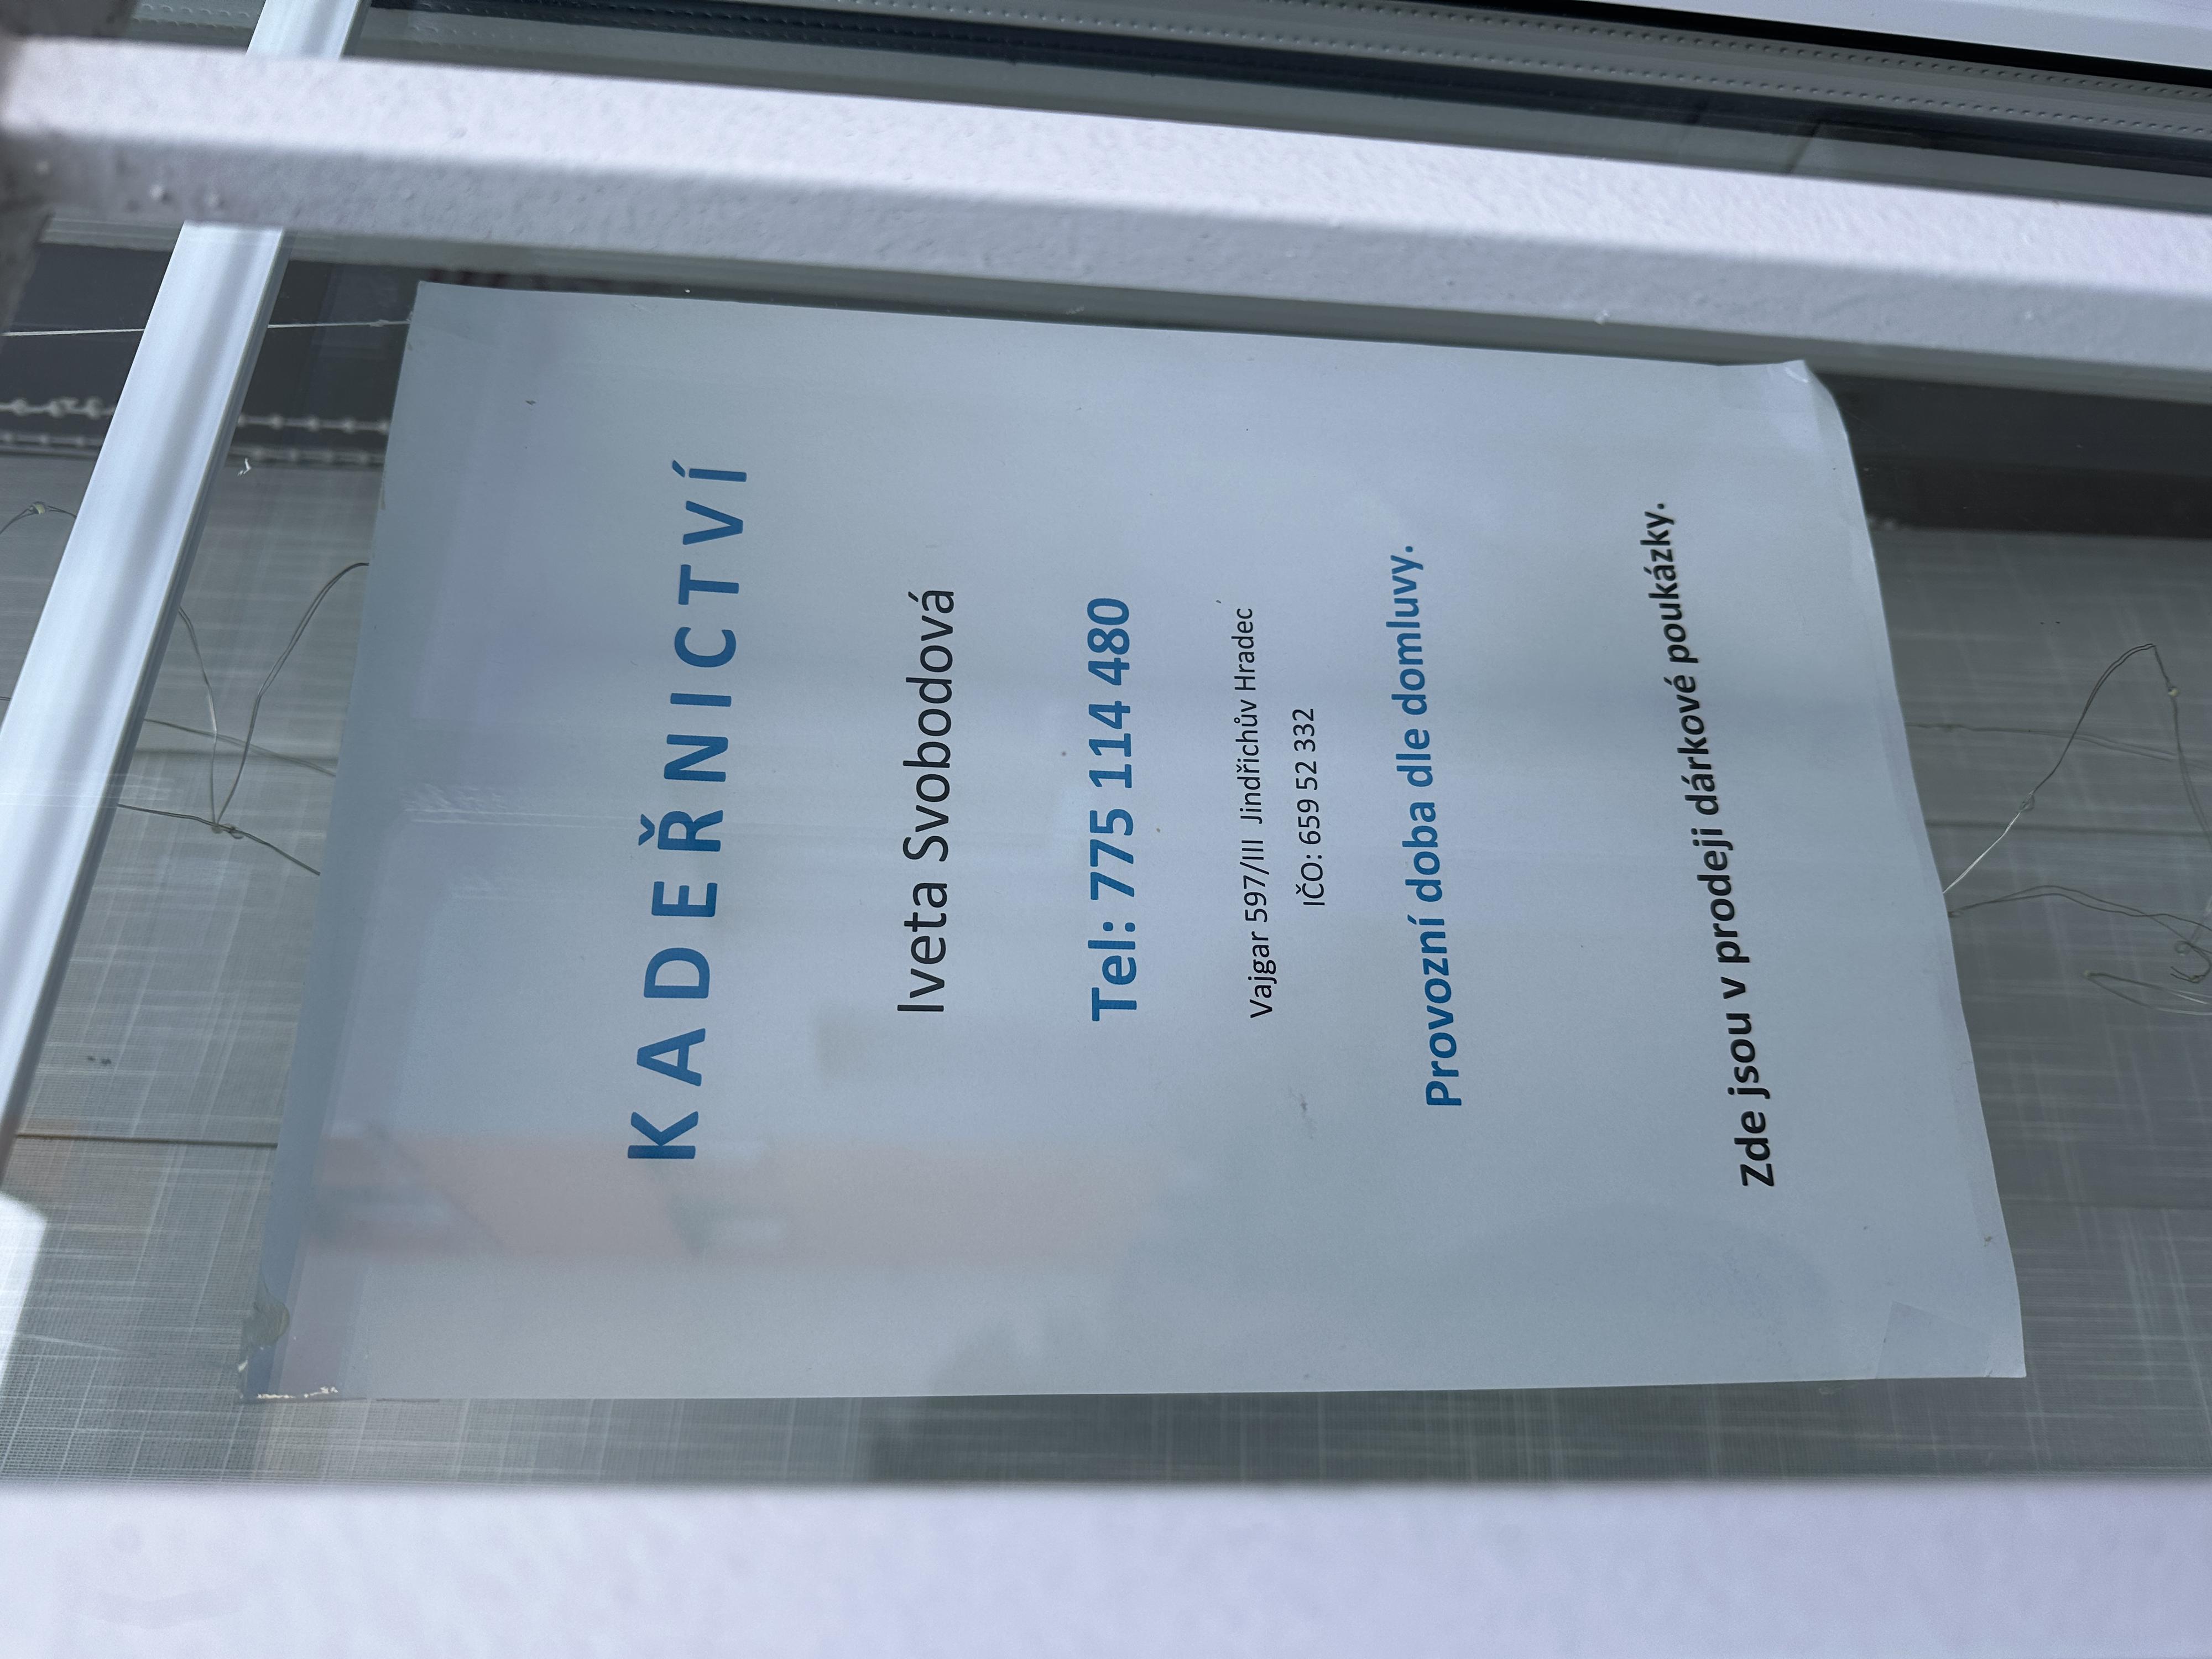 KADEŘNICTVÍ
Iveta Svobodová
Tel: 775 114 480
Vajgar 597/III Jindřichův Hradec ´
IČO: 659 52 332
Provozní doba dle domluvy.
Zde jsou v prodeji dárkové poukázky.